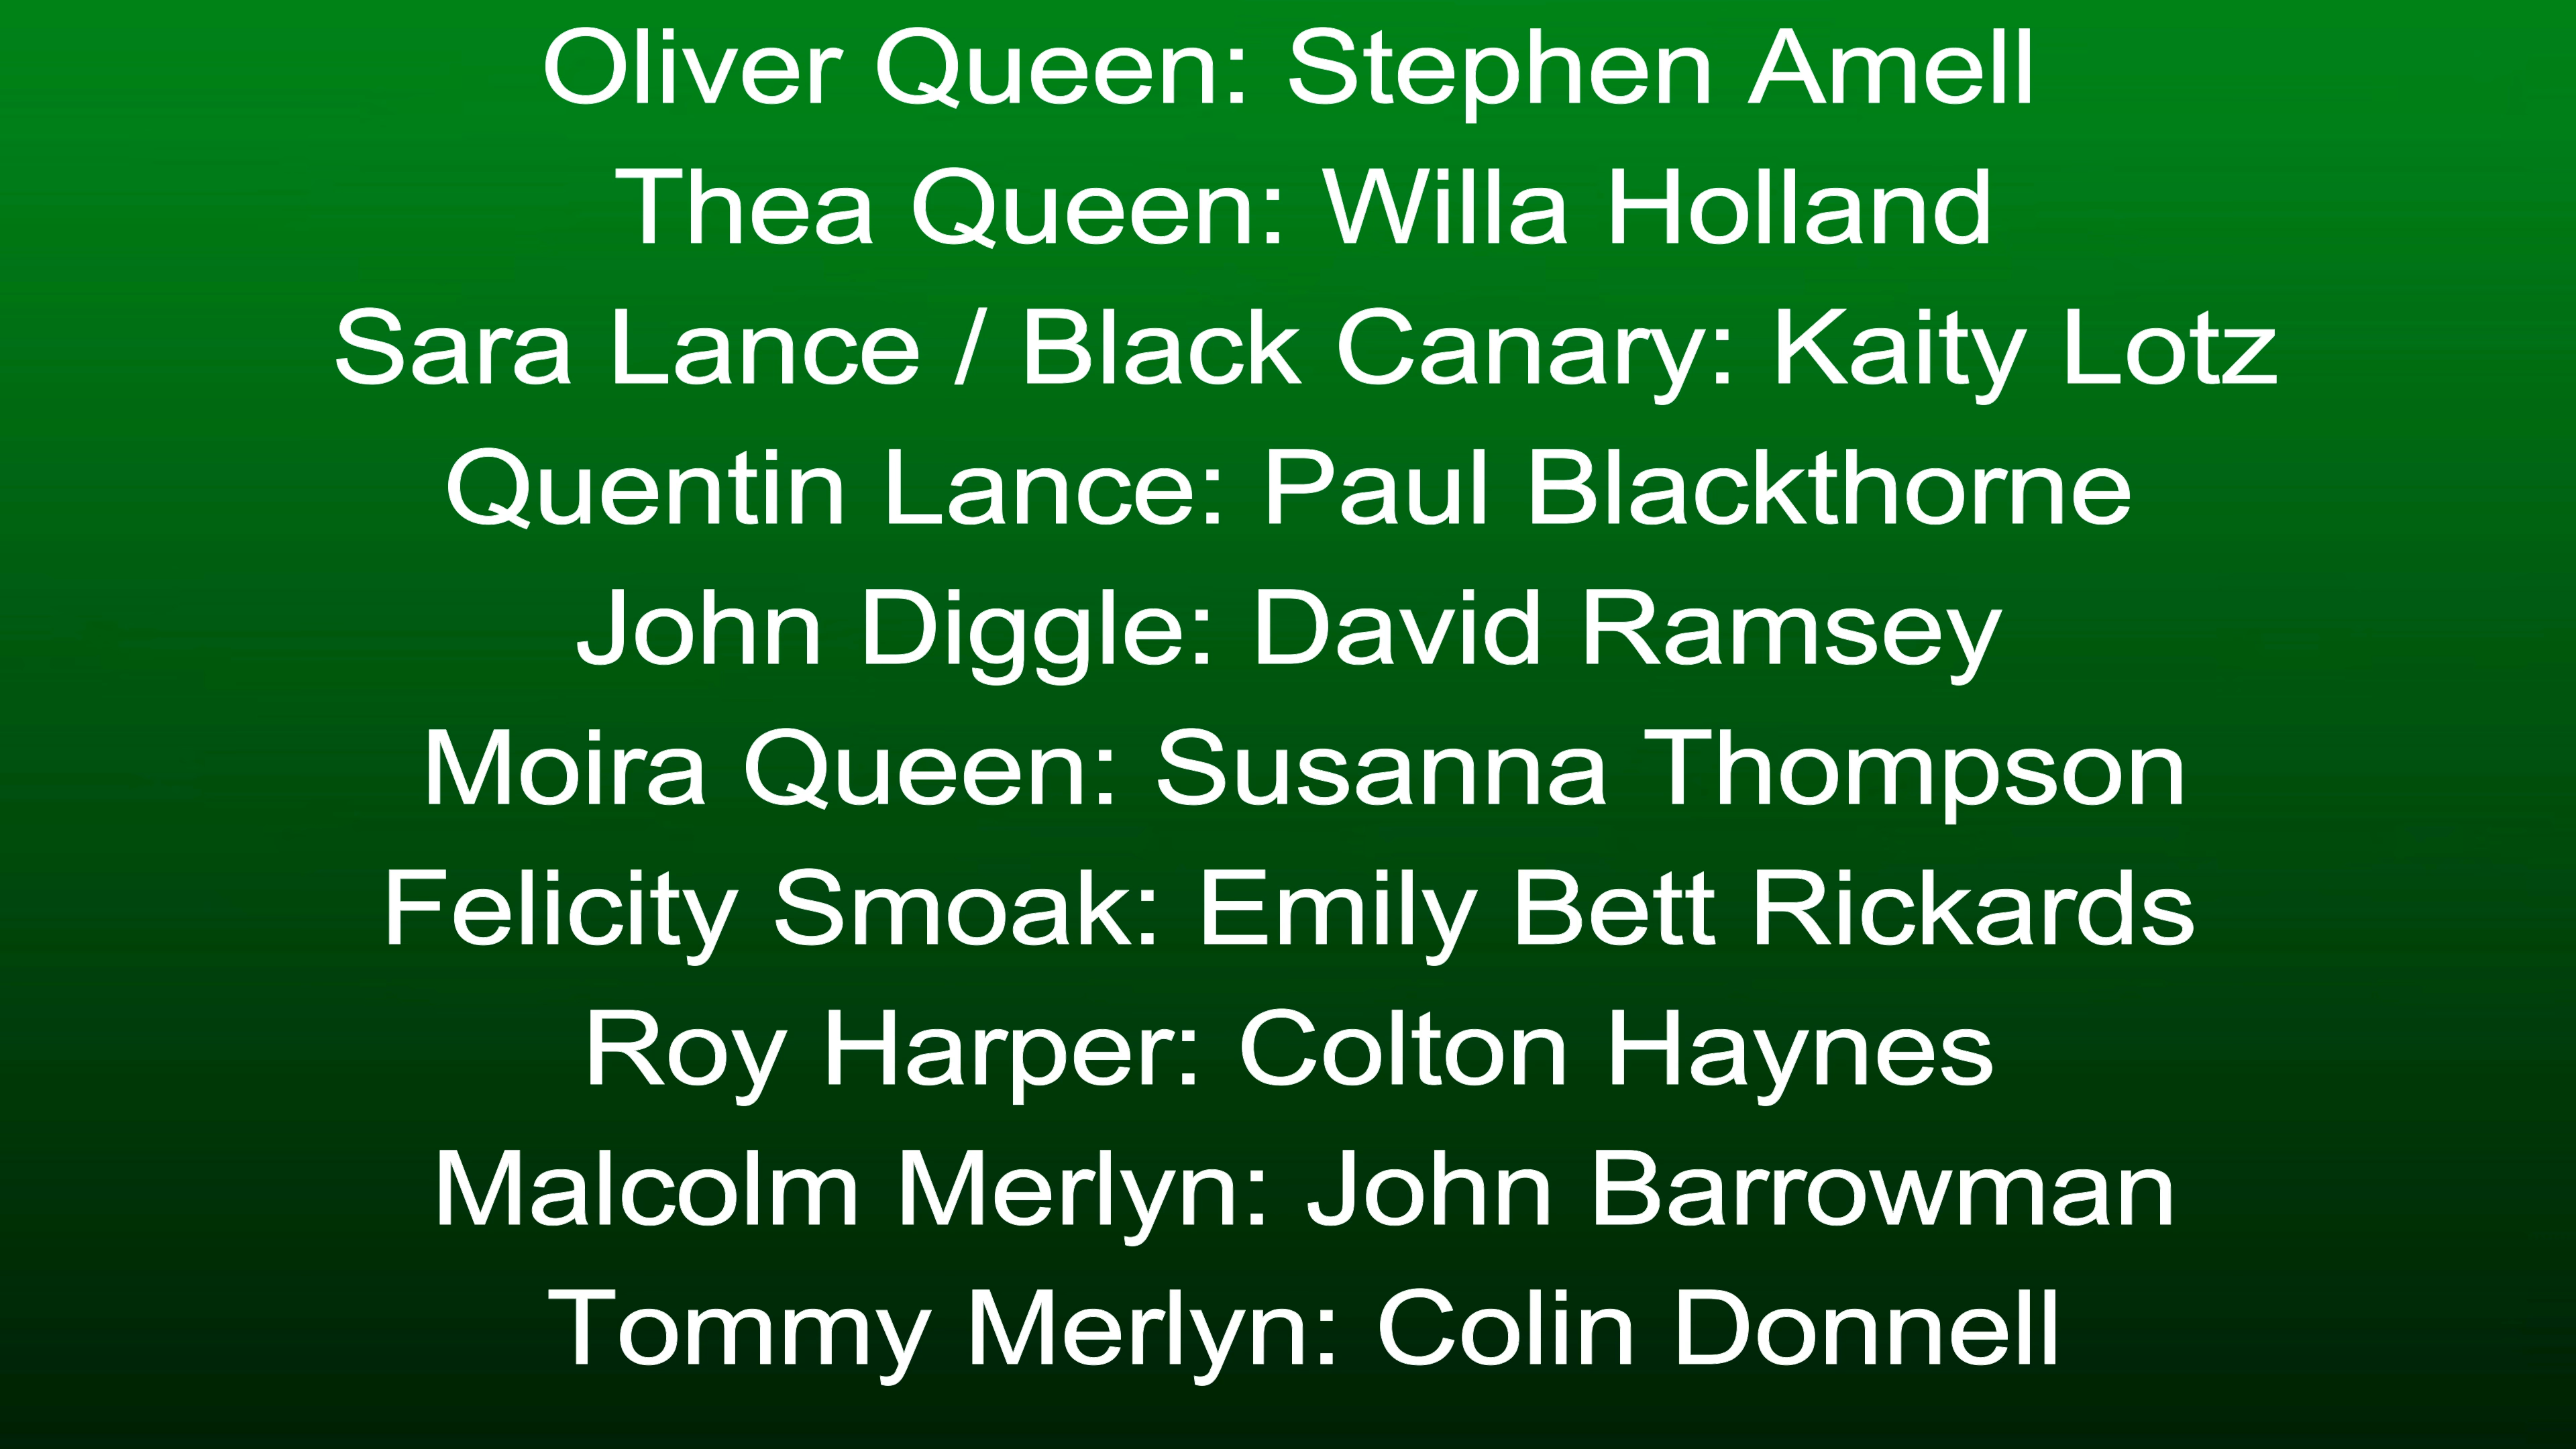 Oliver Queen: Stephen Amell
Thea Queen: Willa Holland
Sara Lance / Black Canary: Kaity Lotz
Quentin Lance: Paul Blackthorne
John Diggle: David Ramsey
Moira Queen: Susanna Thompson
Felicity Smoak: Emily Bett Rickards
Roy Harper: Colton Haynes
Malcolm Merlyn: John Barrowman
Tommy Merlyn: Colin Donnell